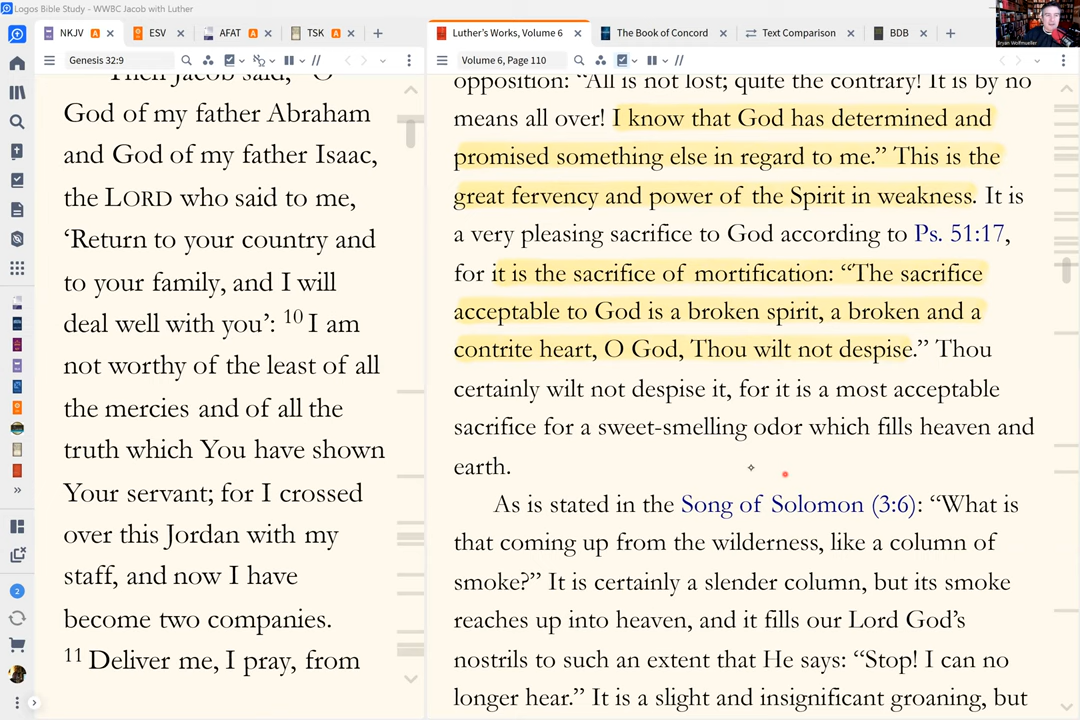 Logos Bible Study - WWBC Jacob with Luther
NKJV A ESV AFAT A TSK A
Genesis 32:9
Then Jacob said, “O
God of my father Abraham
and God of my father Isaac,
the LORD who said to me,
‘Return to your country and
to your family, and I will
deal well with you’: 10 I am
not worthy of the least of all
the mercies and of all the
truth which You have shown
Your servant; for I crossed
over this Jordan with my
staff, and now I have
become two companies.
11 Deliver me, I pray, from
2
Luther’s Works, Volume 6 The Book of Concord Text Comparison BDB
Volume 6, Page 110
opposition: “All is not lost; quite the contrary! It is by no
means all over! I know that God has determined and
promised something else in regard to me.” This is the
great fervency and power of the Spirit in weakness. It is
a very pleasing sacrifice to God according to Ps. 51:17,
for it is the sacrifice of mortification: “The sacrifice
acceptable to God is a broken spirit, a broken and a
contrite heart, O God, Thou wilt not despise.” Thou
certainly wilt not despise it, for it is a most acceptable
sacrifice for a sweet-smelling odor which fills heaven and
earth.
As is stated in the Song of Solomon (3:6): “What is
that coming up from the wilderness, like a column of
smoke?” It is certainly a slender column, but its smoke
reaches up into heaven, and it fills our Lord God’s
nostrils to such an extent that He says: “Stop! I can no
longer hear.” It is a slight and insignificant groaning, but
Bryan Wolfmueller